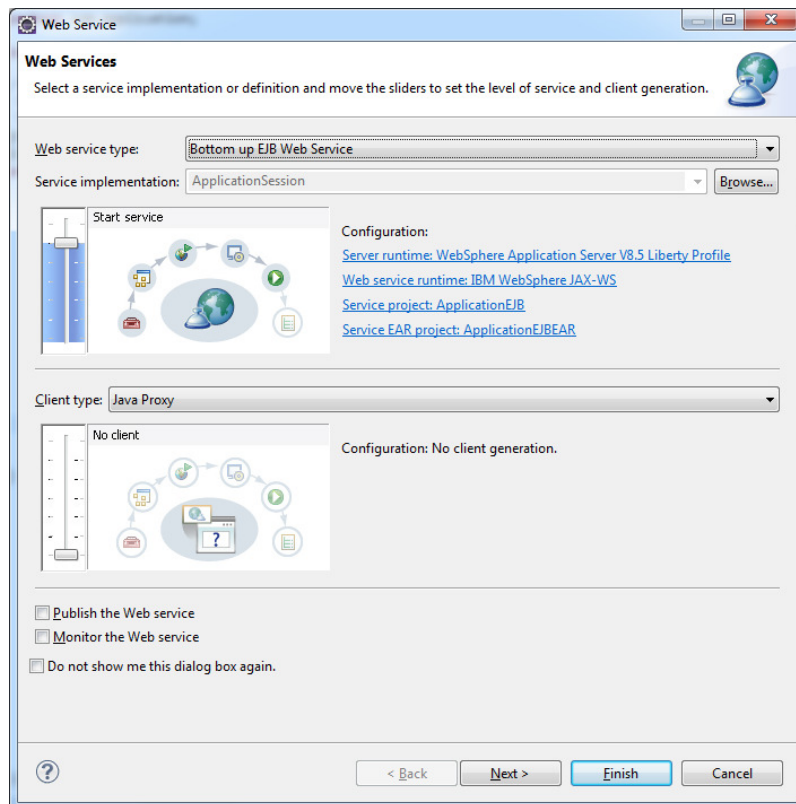 Web Service
Web Services
Select a service implementation or definition and move the sliders to set the level of service and client generation.
Web service type: Bottom up EJB Web Service
Service implementation: ApplicationSession Browse...
Start service
Configuration:
Server runtime: WebSphere Application Server V8.5 Liberty Profile
Web service runtime: IBM WebSphere JAX-WS
Service project: ApplicationEJB
Service EAR project: ApplicationEJBEAR
Client type: Java Proxy
No client
Configuration: No client generation.
?
Publish the Web service
Monitor the Web service
Do not show me this dialog box again.
? < Back Next > Finish Cancel